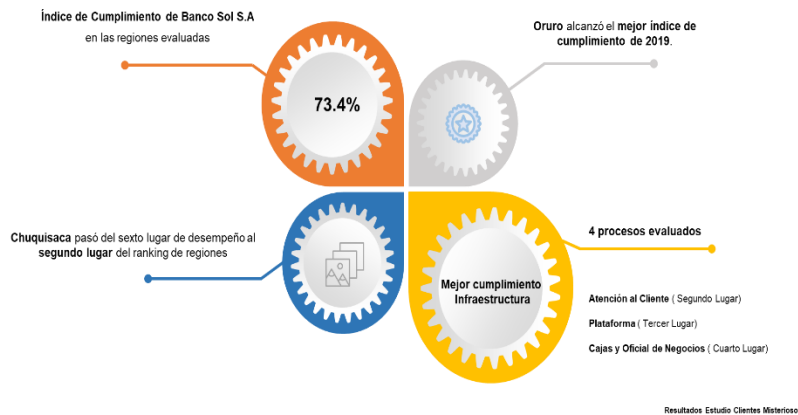 Índice de Cumplimiento de Banco Sol S.A
en las regiones evaluadas
Oruro alcanzó el mejor índice de
cumplimiento de 2019.
73.4%
Chuquisaca pasó del sexto lugar de desempeño al
segundo lugar del ranking de regiones
Mejor cumplimiento
Infraestructura
4 procesos evaluados
Atención al Cliente ( Segundo Lugar)
Plataforma ( Tercer Lugar)
Cajas y Oficial de Negocios ( Cuarto Lugar)
Resultados Estudio Clientes Misterioso